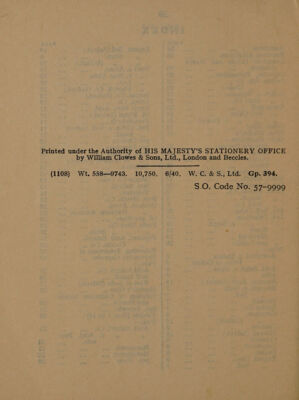 Printed under the Authority of HIS MAJESTY'S STATIONERY OFFICE
by William Clowes & Sons, Ltd., London and Beccles.
(1108) Wt. 558—9743. 10,750. 6/40. W. C. & S., Ltd. Gp. 394.
S.O. Code No. 57-9999